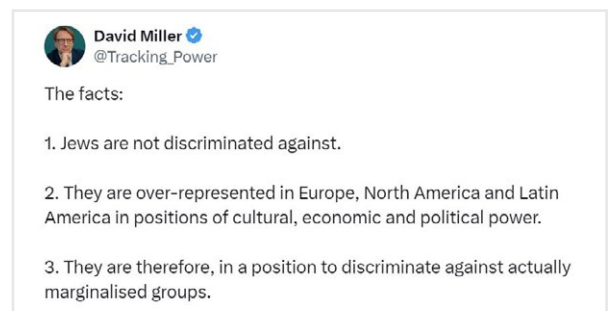 David Miller
@Tracking_Power
The facts:
1. Jews are not discriminated against.
2. They are over-represented in Europe, North America and Latin
America in positions of cultural, economic and political power.
3. They are therefore, in a position to discriminate against actually
marginalised groups.